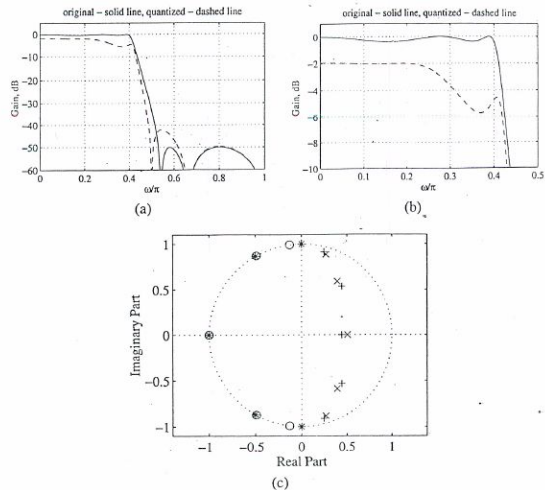 original – solid line, quantized – dashed line
0
−10
−20
−30
−40
−50
−60
Gain, dB
0 0.2 0.4 0.6 0.8 1
ω/π
(a)
original – solid line, quantized – dashed line
0
−2
−4
−6
−8
−10
Gain, dB
0 0.1 0.2 0.3 0.4 0.5
ω/π
(b)
1
0.5
0
−0.5
−1
Imaginary Part
−1 −0.5 0 0.5 1
Real Part
(c)